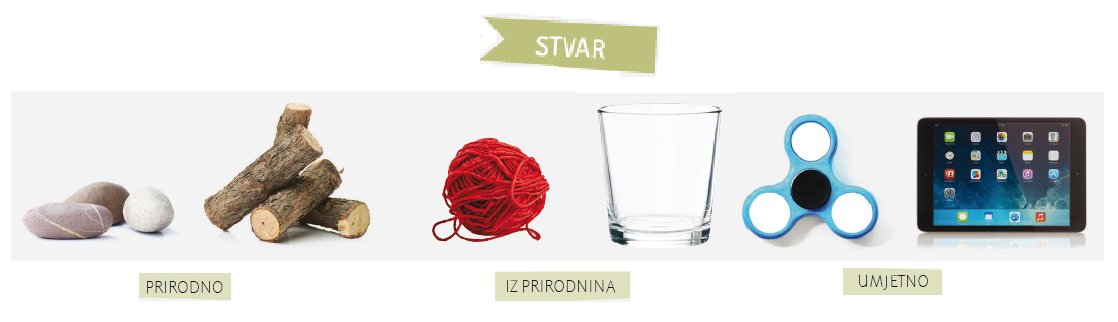 STVAR
PRIRODNO
IZ PRIRODNINA
UMJETNO